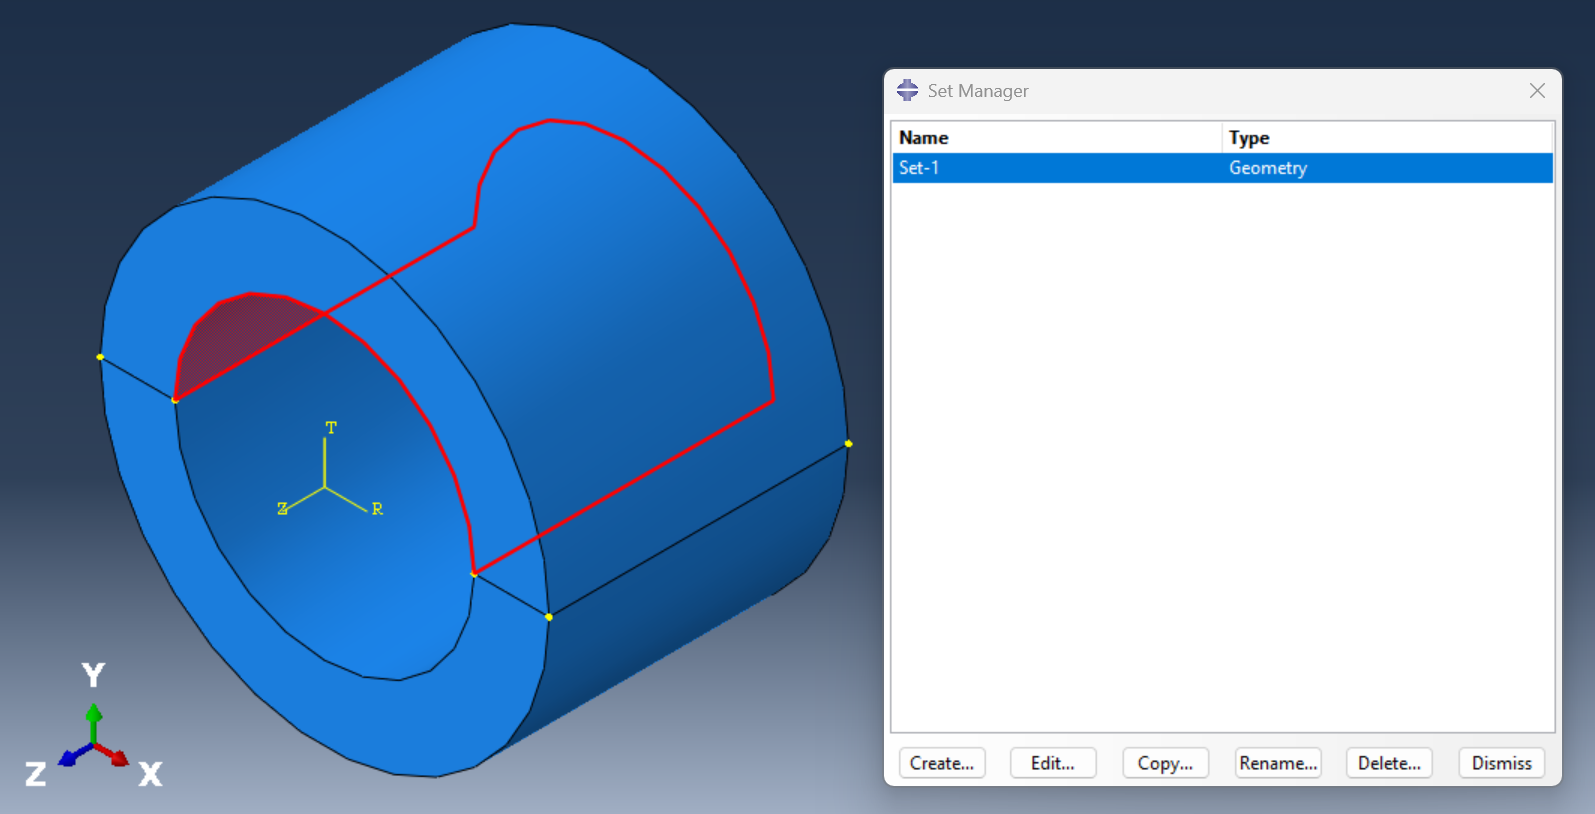 Set Manager
Name Type
Set-1 Geometry
T
Z R
Y
Z X
Create... Edit... Copy... Rename... Delete... Dismiss